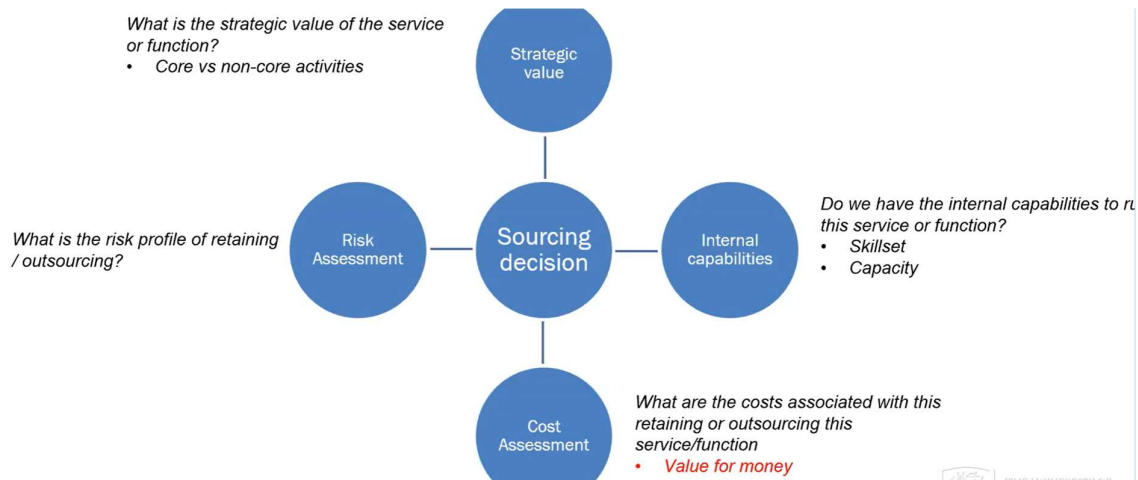 What is the strategic value of the service
or function?
• Core vs non-core activities
Strategic
value
What is the risk profile of retaining
/ outsourcing?
Risk
Assessment
Sourcing
decision
Internal
capabilities
Do we have the internal capabilities to
this service or function?
• Skillset
• Capacity
Cost
Assessment
What are the costs associated with this
retaining or outsourcing this
service/function
• Value for money